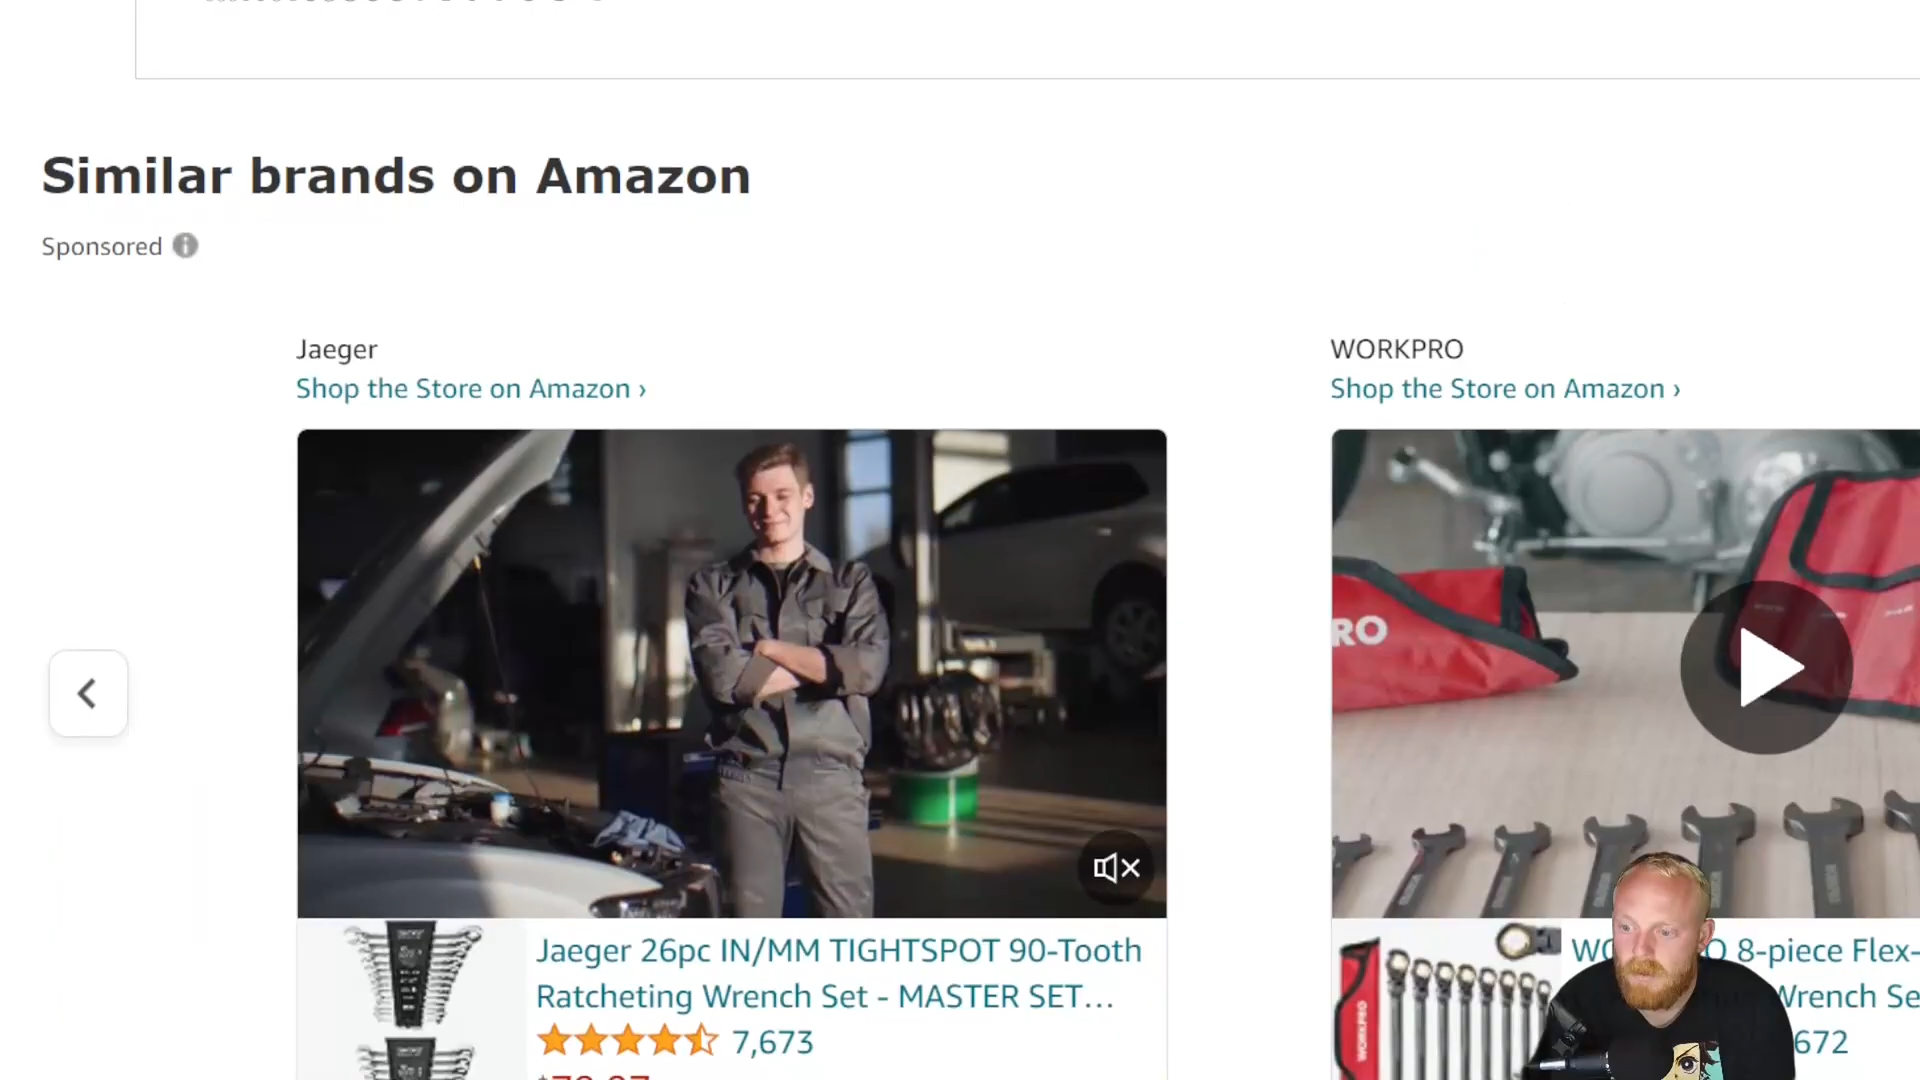 Similar brands on Amazon
Sponsored
Jaeger
Shop the Store on Amazon ›
WORKPRO
Shop the Store on Amazon ›
RO
Jaeger 26pc IN/MM TIGHTSPOT 90-Tooth
Ratcheting Wrench Set - MASTER SET...
7,673
8-piece Flex-
Wrench Se
672
WORKPRO